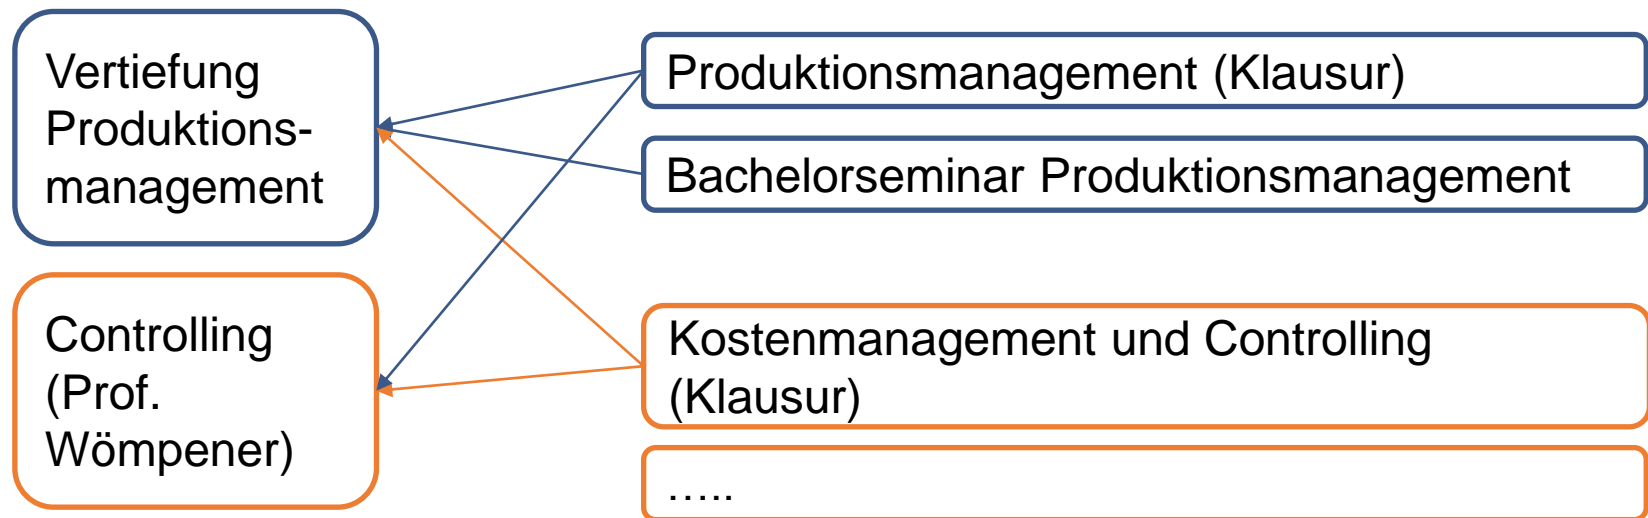 Vertiefung
Produktions-
management
Produktionsmanagement (Klausur)
Bachelorseminar Produktionsmanagement
Controlling
(Prof.
Wömpener)
Kostenmanagement und Controlling
(Klausur)
…..